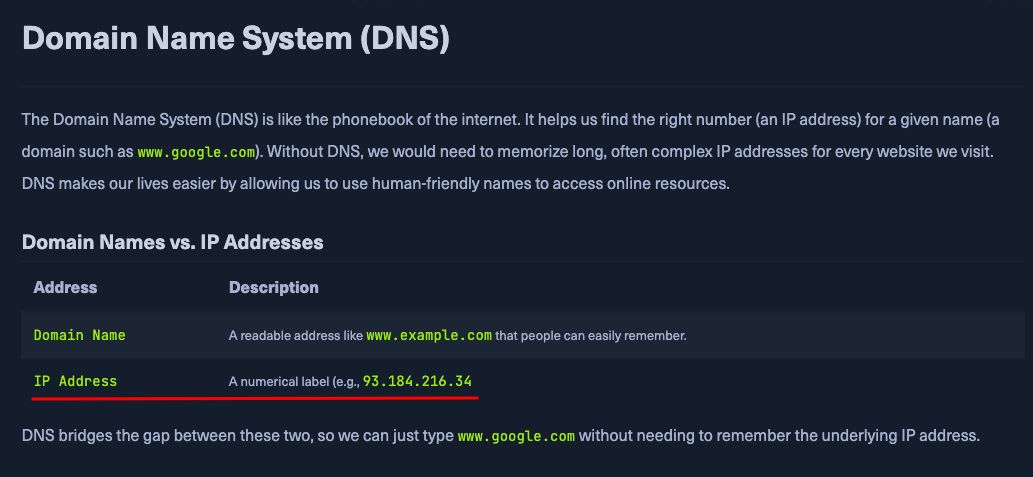 Domain Name System (DNS)
The Domain Name System (DNS) is like the phonebook of the internet. It helps us find the right number (an IP address) for a given name (a
domain such as www.google.com). Without DNS, we would need to memorize long, often complex IP addresses for every website we visit.
DNS makes our lives easier by allowing us to use human-friendly names to access online resources.
Domain Names vs. IP Addresses
Address Description
Domain Name A readable address like www.example.com that people can easily remember.
IP Address A numerical label (e.g., 93.184.216.34
DNS bridges the gap between these two, so we can just type www.google.com without needing to remember the underlying IP address.